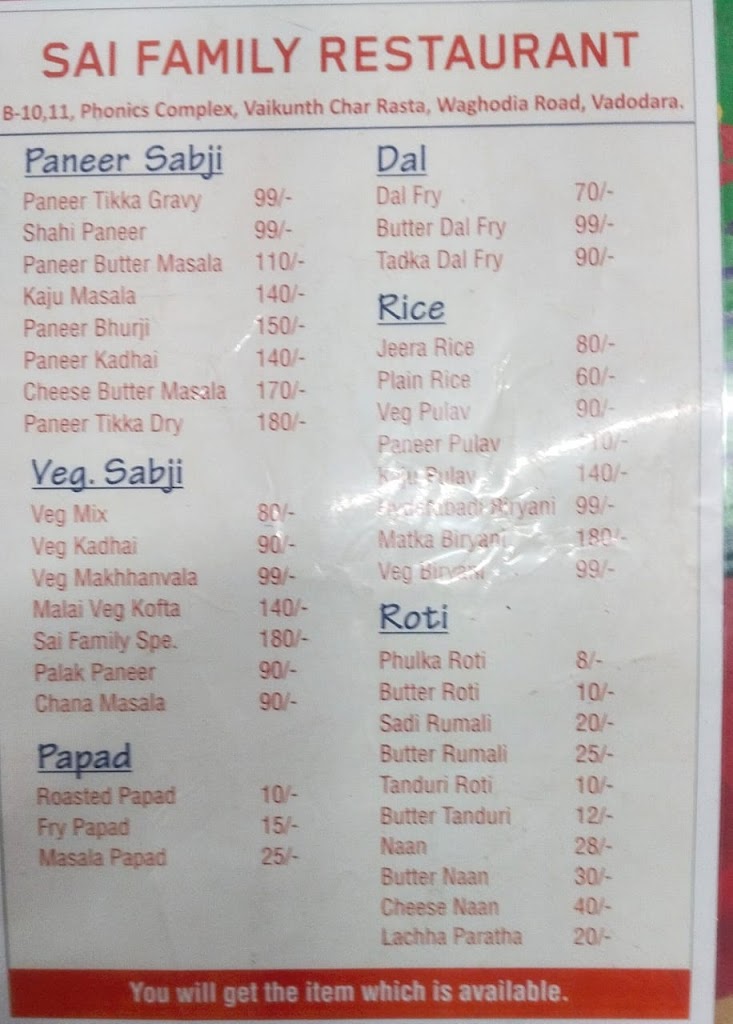 SAI FAMILY RESTAURANT
B-10,11, Phonics Complex, Vaikunth Char Rasta, Waghodia Road, Vadodara.
Paneer Sabji
Paneer Tikka Gravy 99/-
Shahi Paneer 99/-
Paneer Butter Masala 110/-
Kaju Masala 140/-
Paneer Bhurji 150/-
Paneer Kadhai 140/-
Cheese Butter Masala 170/-
Paneer Tikka Dry 180/-
Veg. Sabji
Veg Mix 80/-
Veg Kadhai 90/-
Veg Makhhanvala 99/-
Malai Veg Kofta 140/-
Sai Family Spe. 180/-
Palak Paneer 90/-
Chana Masala 90/-
Papad
Roasted Papad 10/-
Fry Papad 15/-
Masala Papad 25/-
Dal
Dal Fry 70/-
Butter Dal Fry 99/-
Tadka Dal Fry 90/-
Rice
Jeera Rice 80/-
Plain Rice 60/-
Veg Pulav 90/-
Paneer Pulav
Pulav 140/-
Biryani 99/-
Matka Biryani 180/-
Veg Biryani 99/-
Roti
Phulka Roti 8/-
Butter Roti 10/-
Sadi Rumali 20/-
Butter Rumali 25/-
Tanduri Roti 10/-
Butter Tanduri 12/-
Naan 28/-
Butter Naan 30/-
Cheese Naan 40/-
Lachha Paratha 20/-
You will get the item which is available.